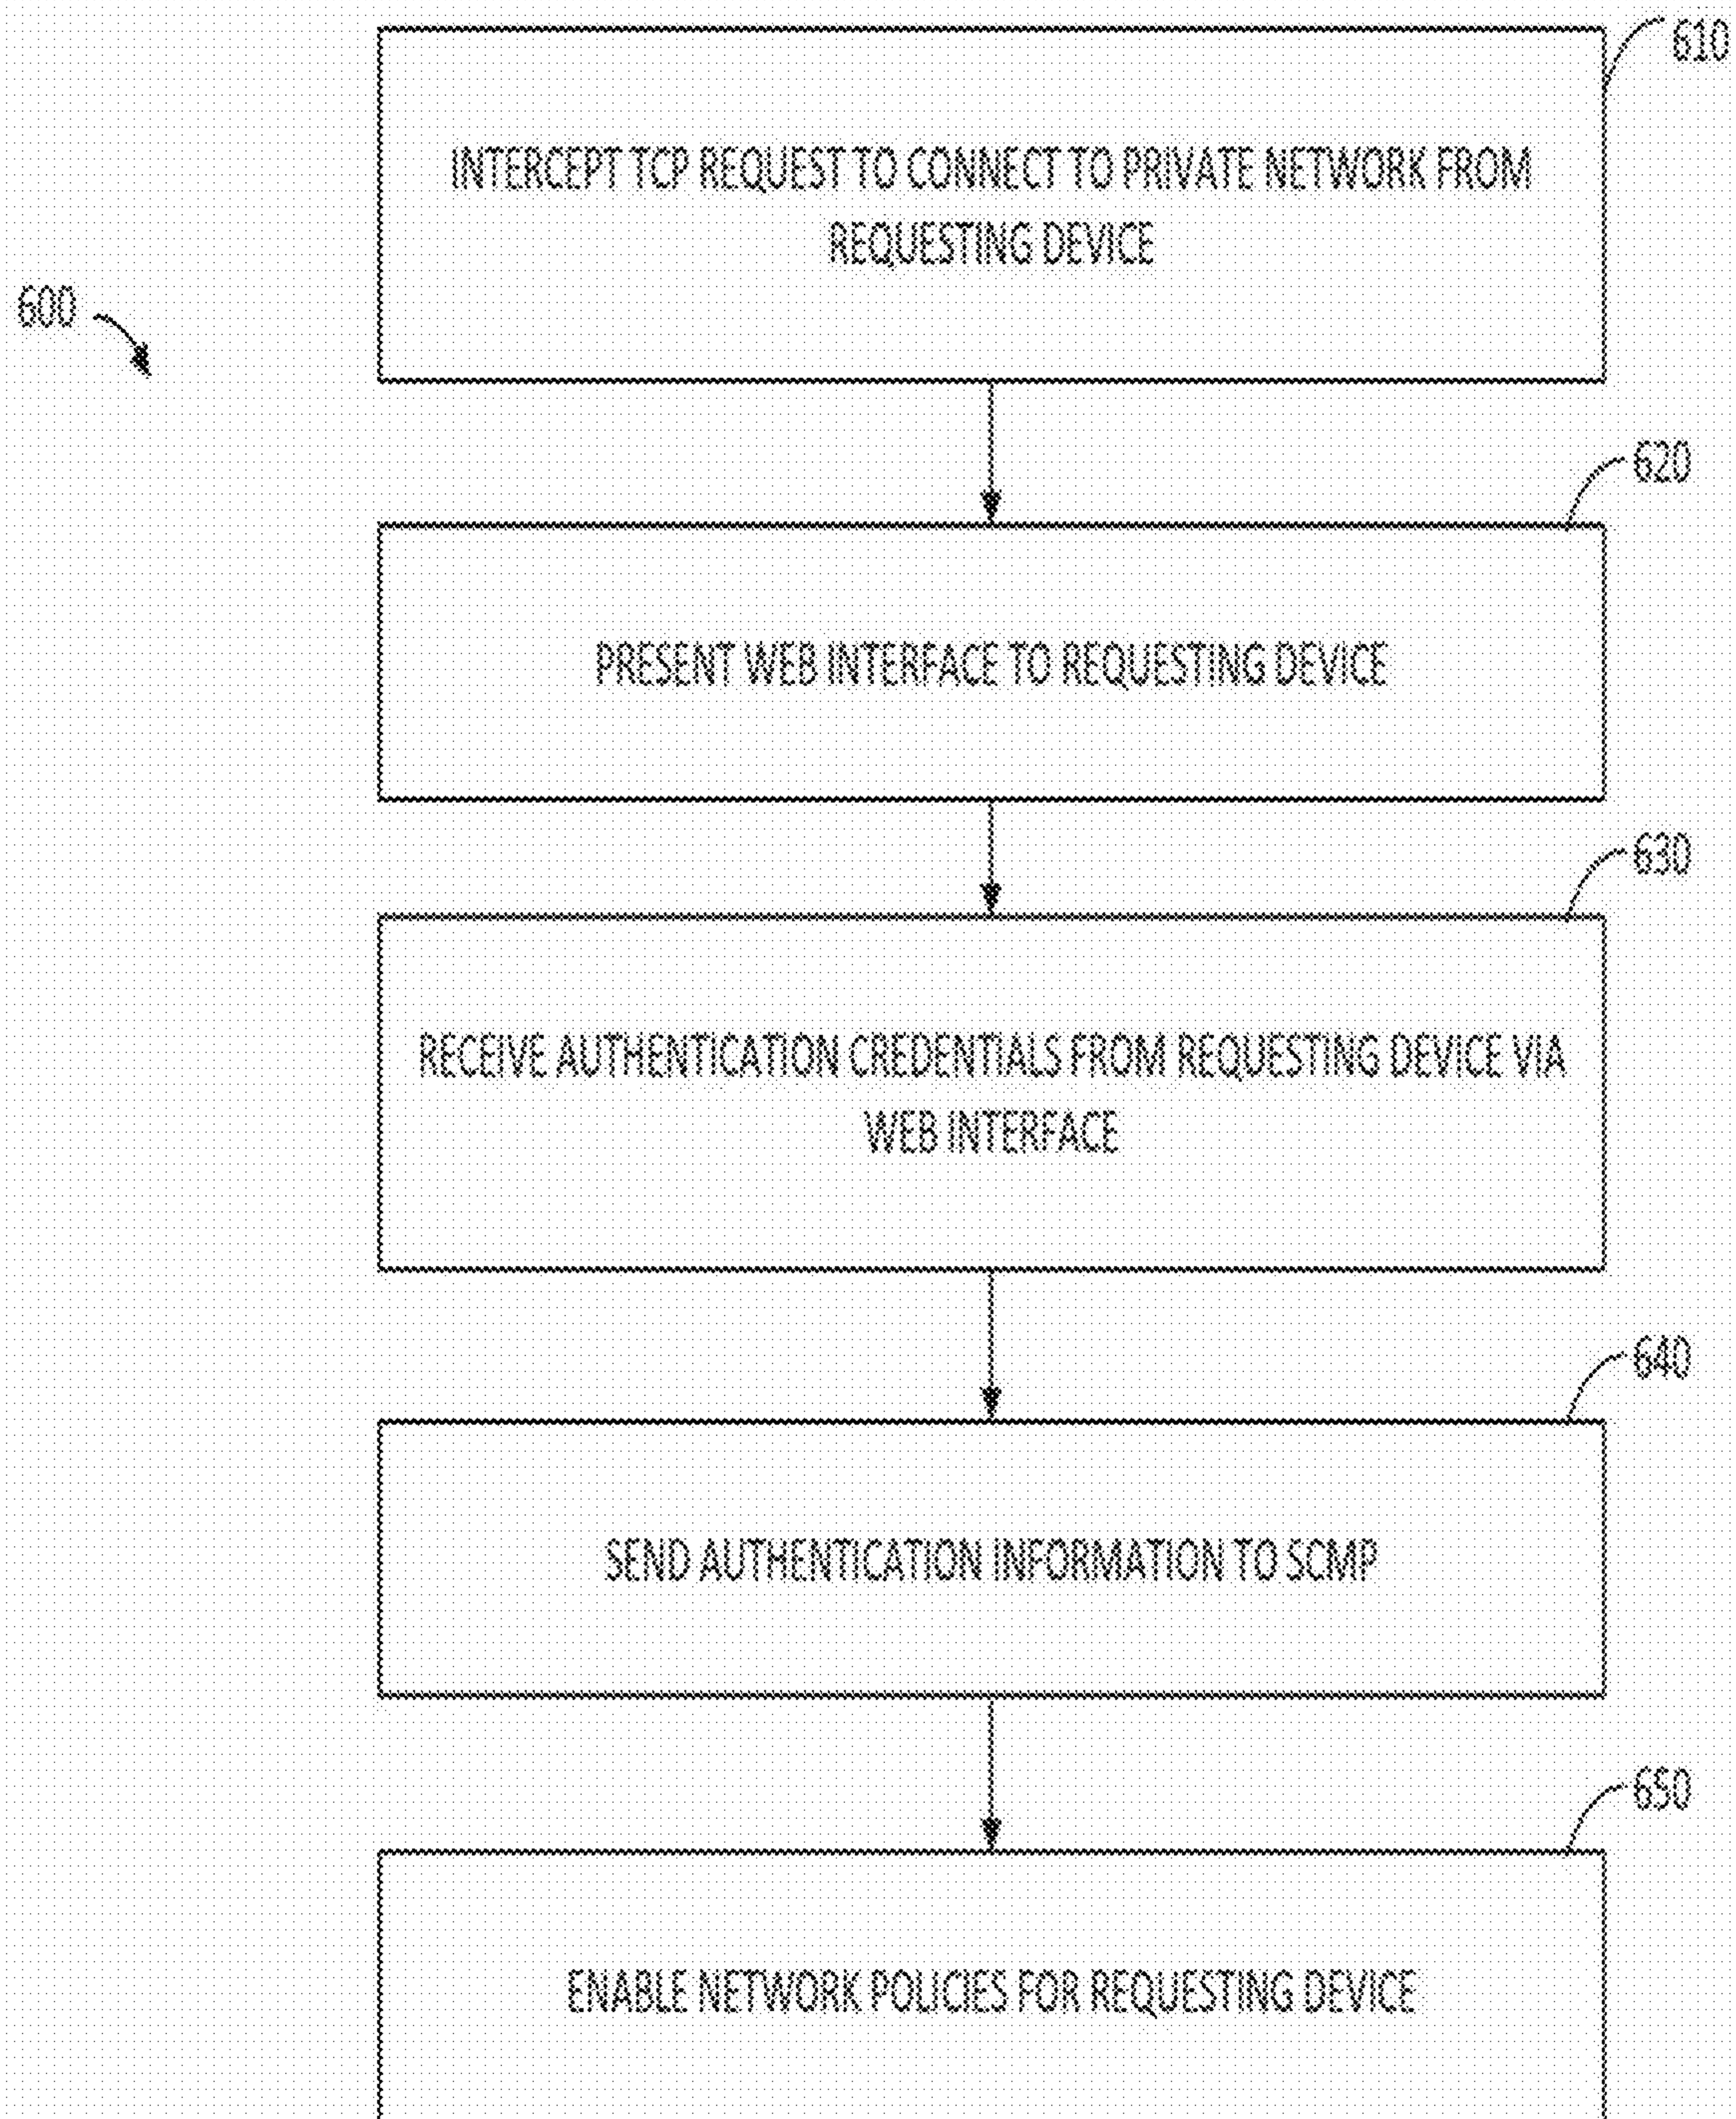 610
INTERCEPT TCP REQUEST TO CONNECT TO PRIVATE NETWORK FROM
REQUESTING DEVICE
600
620
PRESENT WEB INTERFACE TO REQUESTING DEVICE
630
RECEIVE AUTHENTICATION CREDENTIALS FROM REQUESTING DEVICE VIA
WEB INTERFACE
640
SEND AUTHENTICATION INFORMATION TO SCMP
650
ENABLE NETWORK POLICIES FOR REQUESTING DEVICE